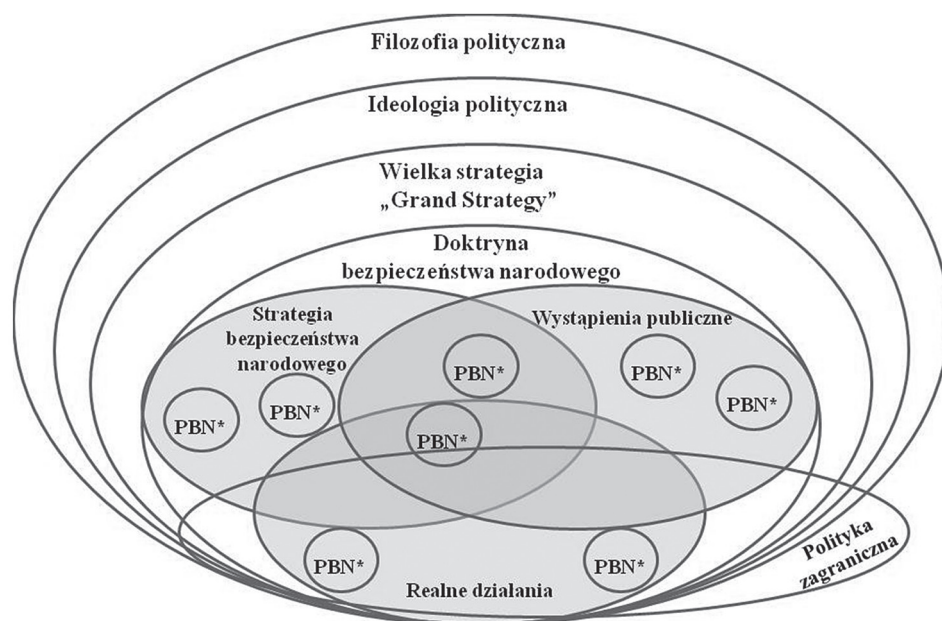 Filozofia polityczna
Ideologia polityczna
Wielka strategia
„Grand Strategy”
Doktryna
bezpieczeństwa narodowego
Strategia
bezpieczeństwa
narodowego
Wystąpienia publiczne
PBN*
PBN*
PBN*
PBN*
PBN*
PBN*
PBN*
PBN*
Realne działania
Polityka
zagraniczna